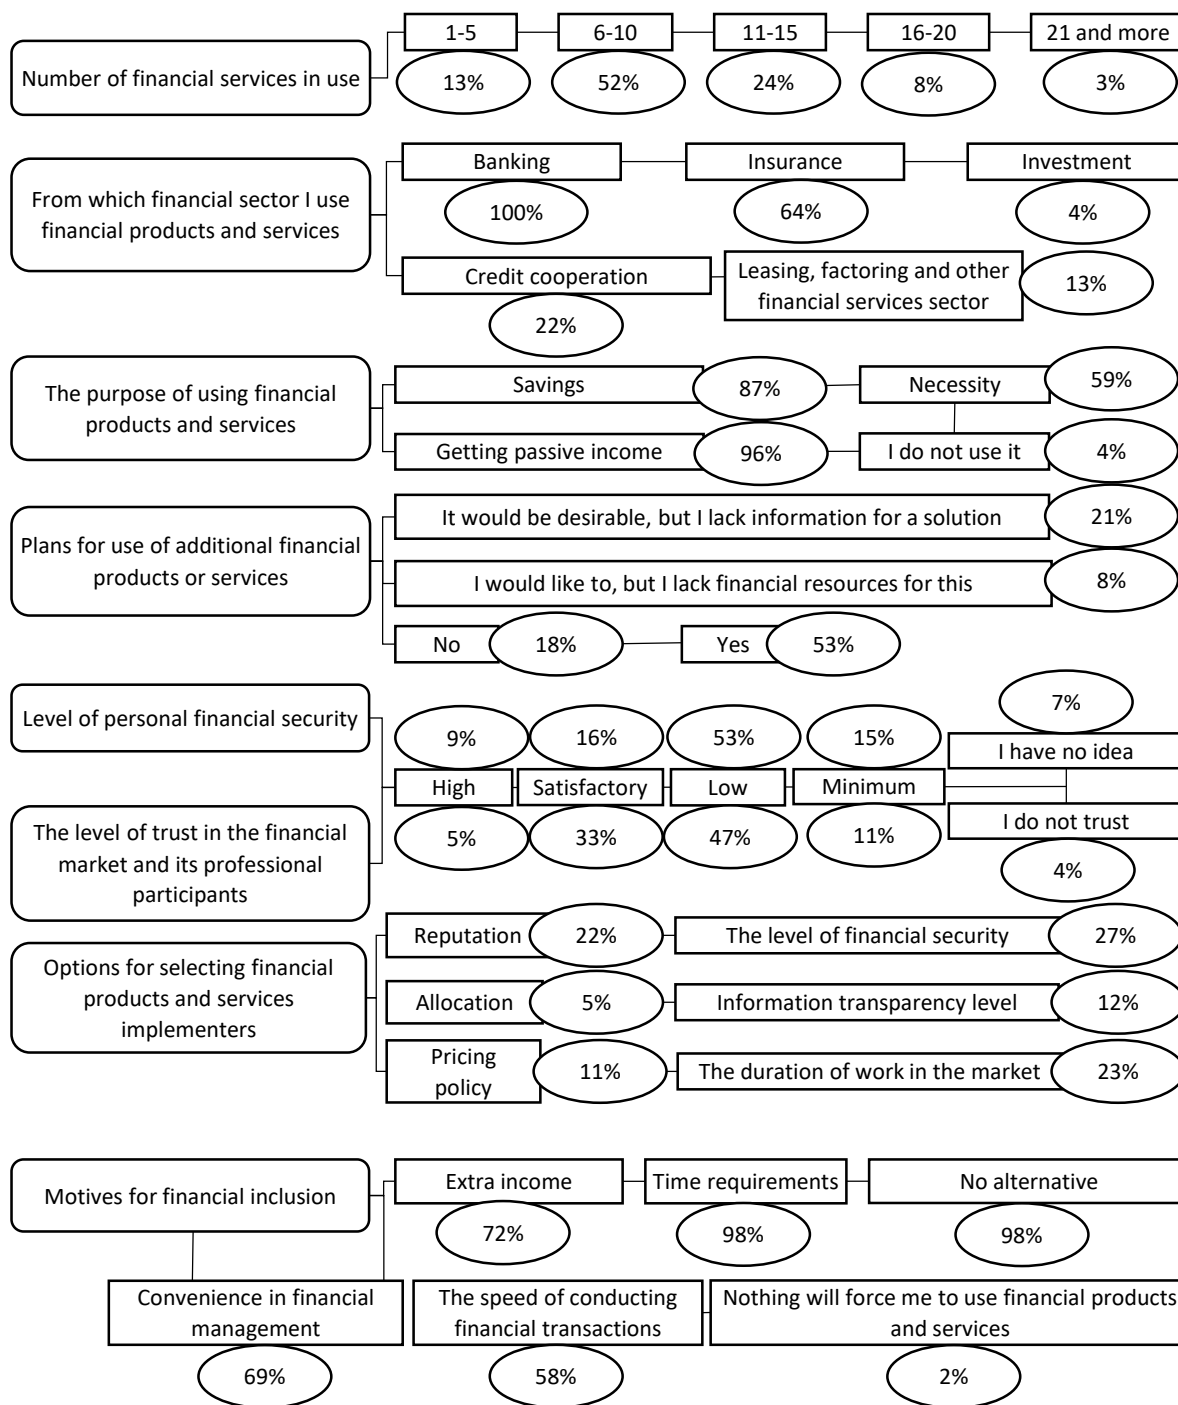 1-5
6-10
11-15
16-20
21 and more
Number of financial services in use
13%
52%
24%
8%
3%
Banking
Insurance
Investment
From which financial sector I use
financial products and services
100%
64%
4%
Credit cooperation
Leasing, factoring and other
financial services sector
13%
22%
The purpose of using financial
products and services
Savings
87%
Necessity
59%
Getting passive income
96%
I do not use it
4%
Plans for use of additional financial
products or services
It would be desirable, but I lack information for a solution
21%
I would like to, but I lack financial resources for this
8%
No
18%
Yes
53%
Level of personal financial security
9%
16%
53%
15%
7%
I have no idea
High
Satisfactory
Low
Minimum
The level of trust in the financial
market and its professional
participants
5%
33%
47%
11%
I do not trust
4%
Options for selecting financial
products and services
implementers
Reputation
22%
The level of financial security
27%
Allocation
5%
Information transparency level
12%
Pricing
policy
11%
The duration of work in the market
23%
Motives for financial inclusion
Extra income
Time requirements
No alternative
72%
98%
98%
Convenience in financial
management
The speed of conducting
financial transactions
Nothing will force me to use financial products
and services
69%
58%
2%